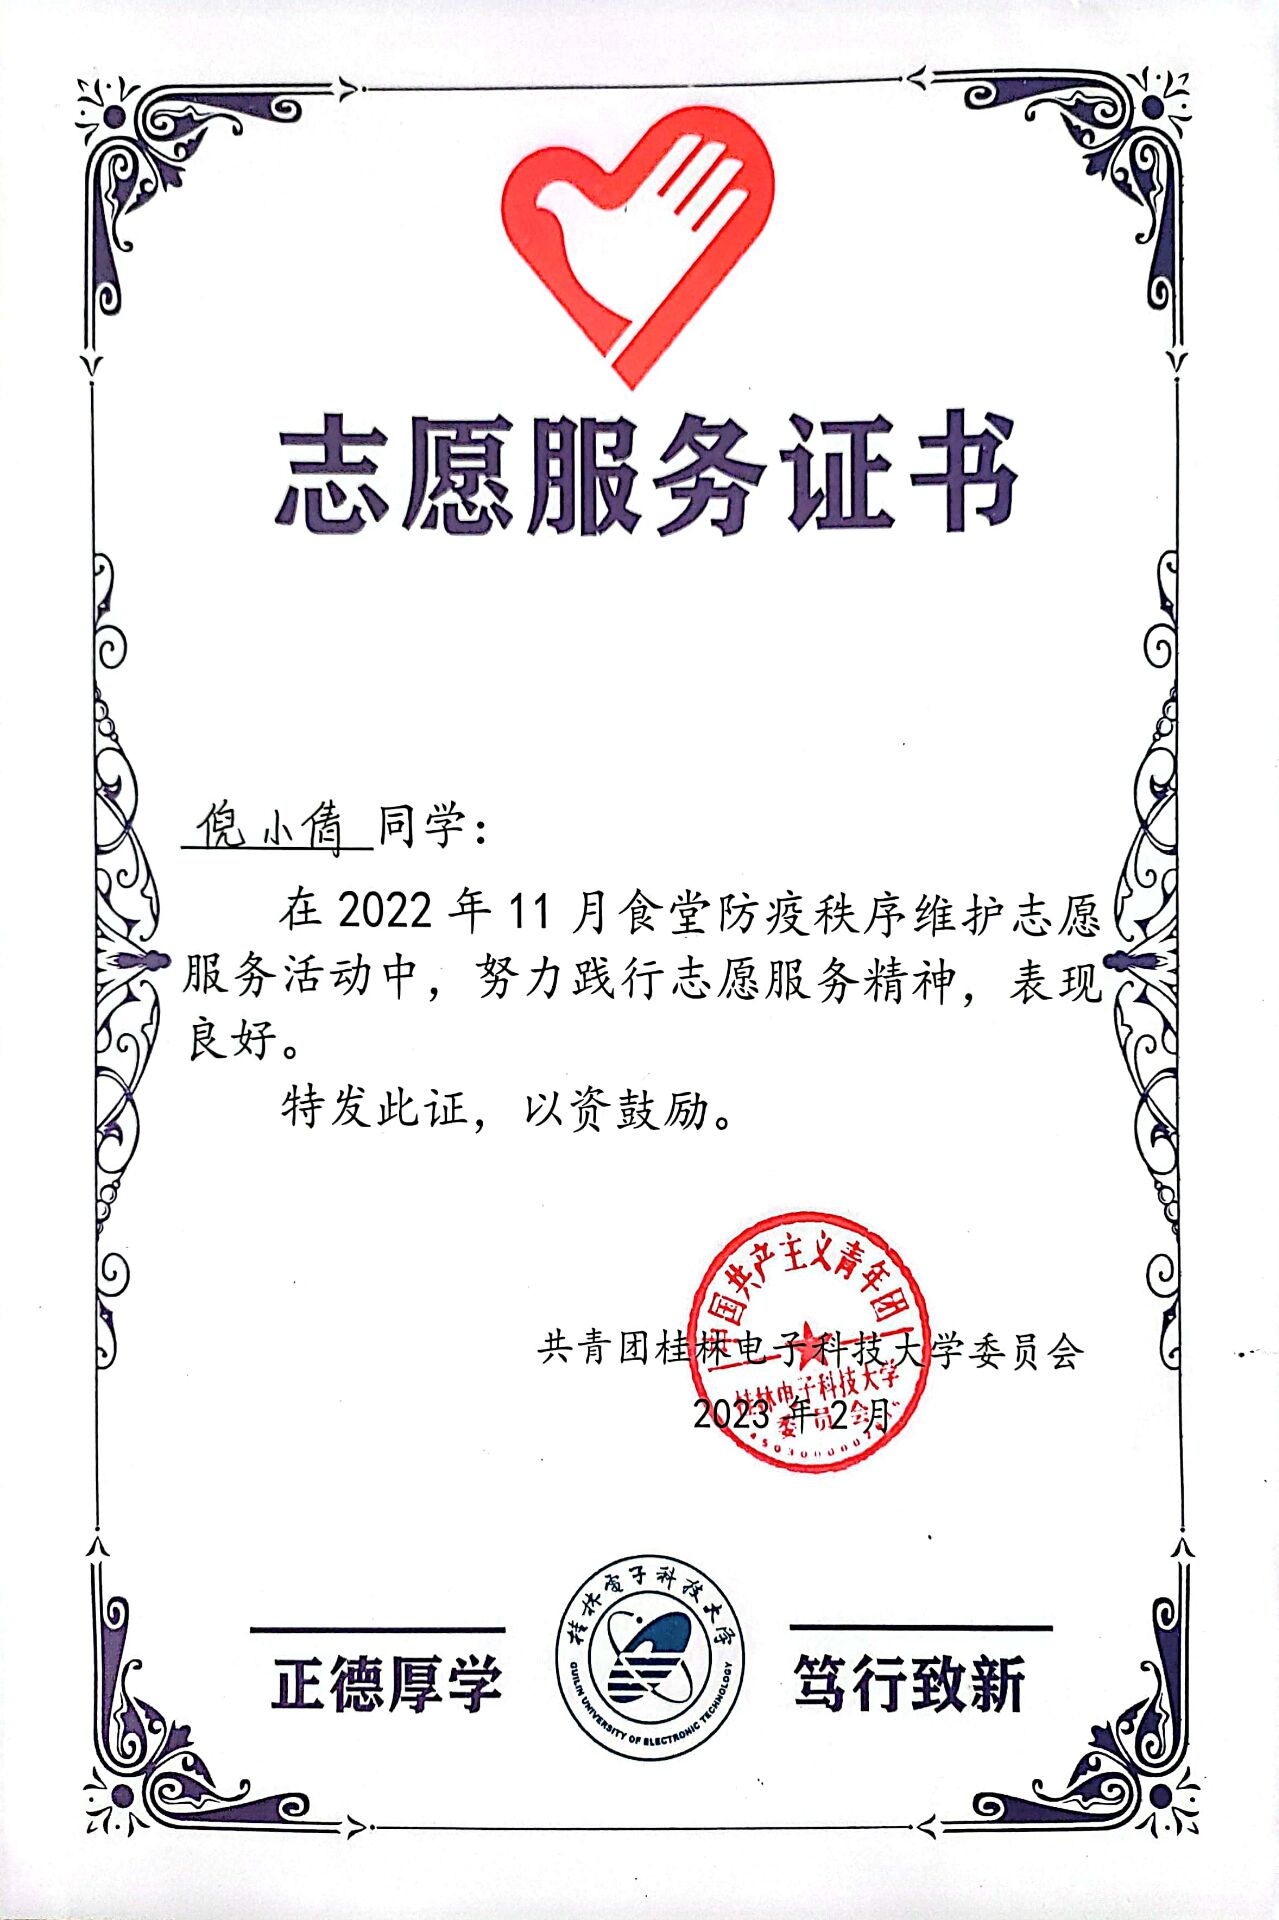 志愿服务证书
倪小倩 同学：
在 2022 年 11 月食堂防疫秩序维护志愿
服务活动中，努力践行志愿服务精神，表现
良好。
特发此证，以资鼓励。
中国共产主义青年团
共青团桂林电子科技大学委员会
桂林电子科技大学
委员会
2023 年 2 月
桂林电子科技大学
GUILIN UNIVERSITY OF ELECTRONIC TECHNOLOGY
正德厚学
笃行致新